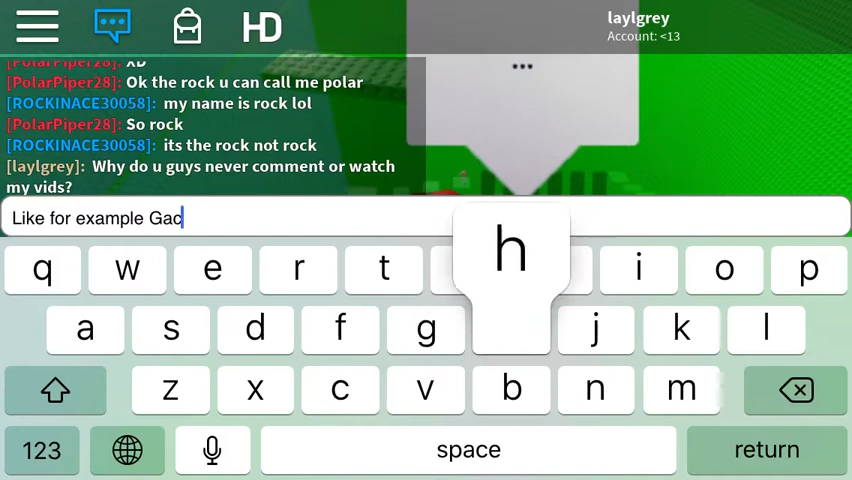 HD
laylgrey
Account: <13
[PolarPiper28]: XD
[PolarPiper28]: Ok the rock u can call me polar
[ROCKINACE30058]: my name is rock lol
[PolarPiper28]: So rock
[ROCKINACE30058]: its the rock not rock
[laylgrey]: Why do u guys never comment or watch
my vids?
Like for example Gac
h
q w e r t i o p
a s d f g j k l
z x c v b n m
123 space return